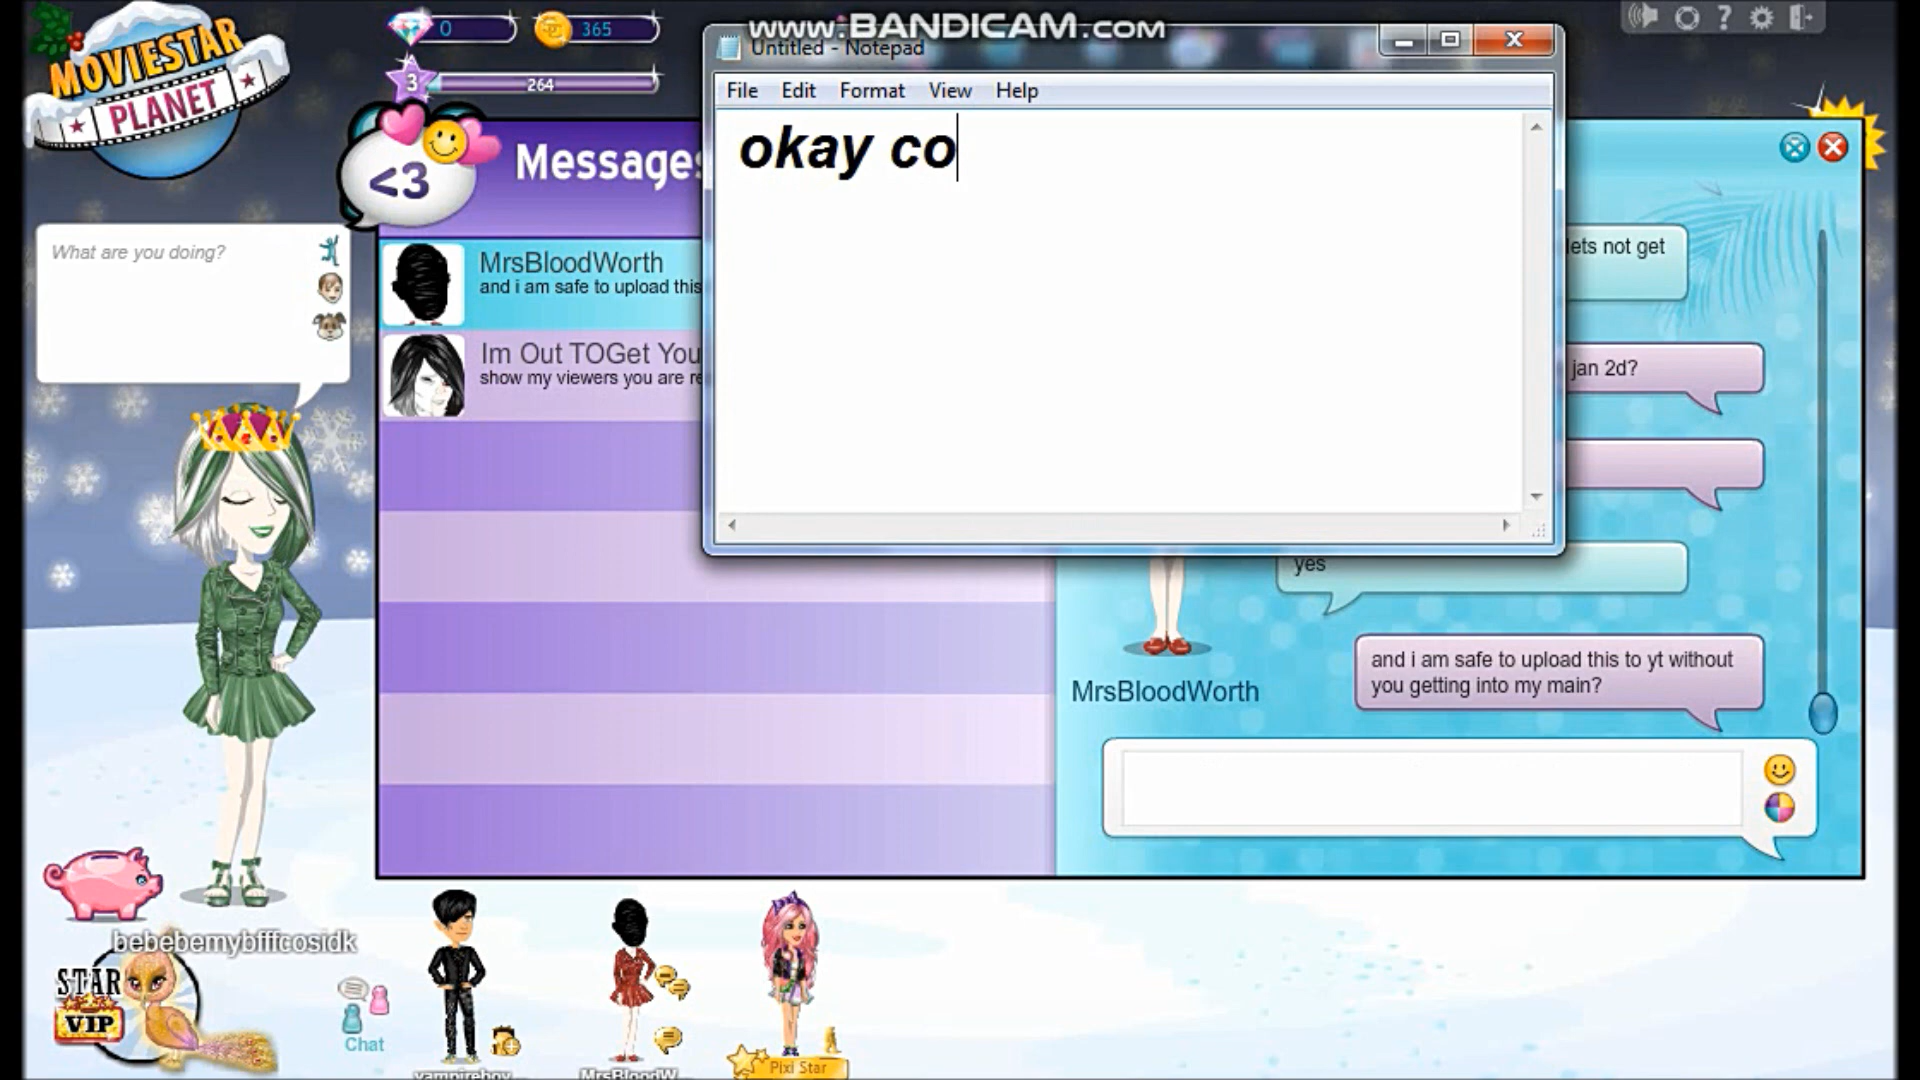 MOVIESTAR
PLANET
0
365
3
264
www.BANDICAM.com
Untitled - Notepad
File Edit Format View Help
okay co
<3
Messages
What are you doing?
MrsBloodWorth
and i am safe to upload this
Im Out TOGet You
show my viewers you are re
lets not get
jan 2d?
yes
and i am safe to upload this to yt without
you getting into my main?
MrsBloodWorth
bebebemybfffcosidk
STAR
VIP
Chat
vampireboy...
MrsBloodW...
Pixi Star